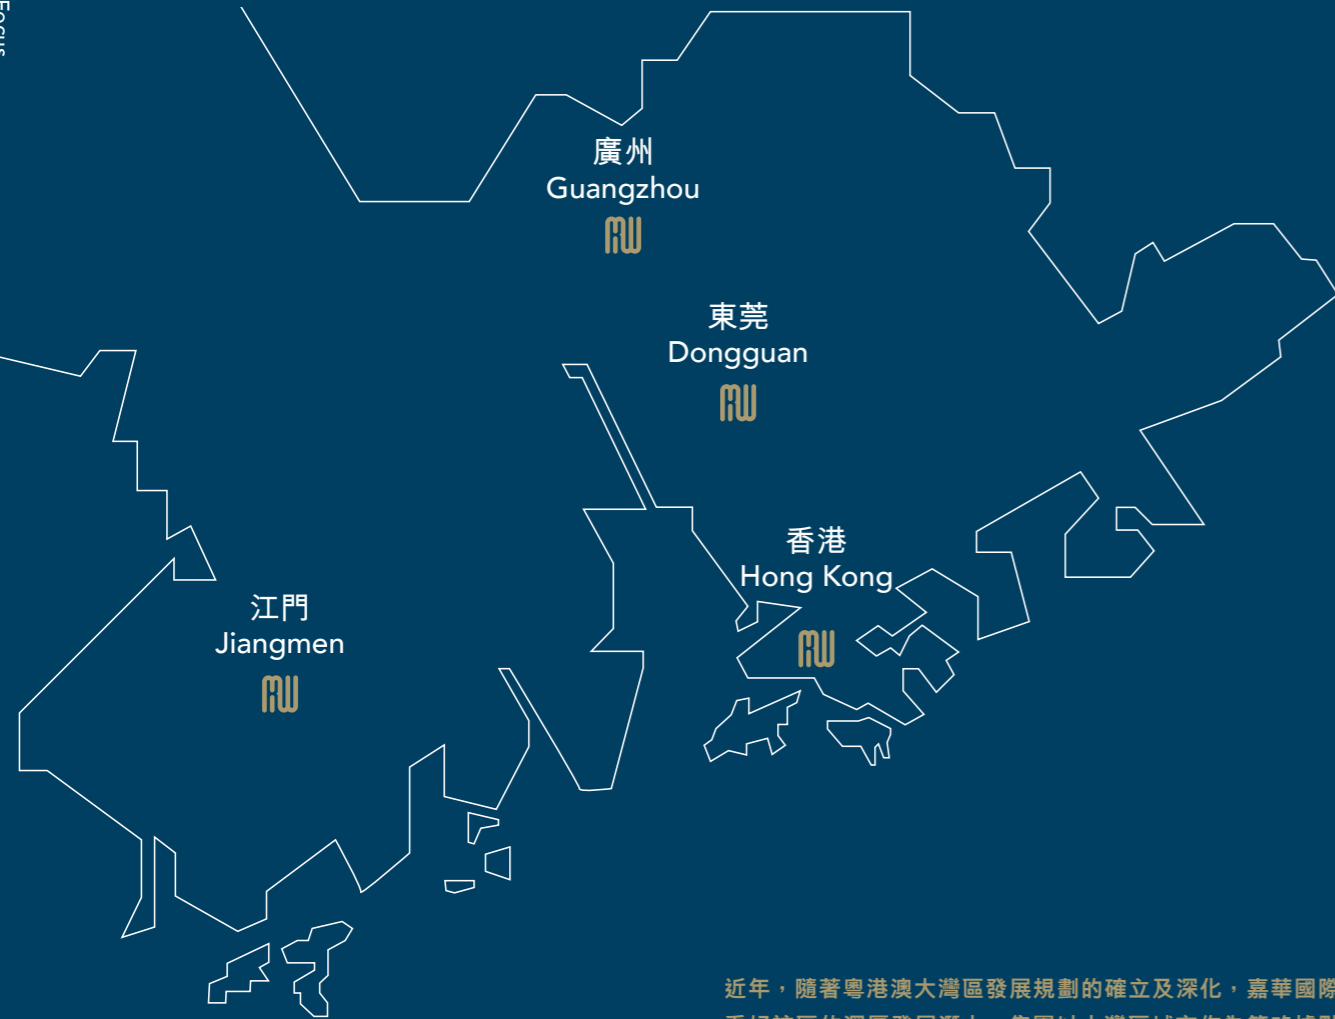 Focus
廣州
Guangzhou
東莞
Dongguan
香港
Hong Kong
江門
Jiangmen
近年，隨著粵港澳大灣區發展規劃的確立及深化，嘉華國際